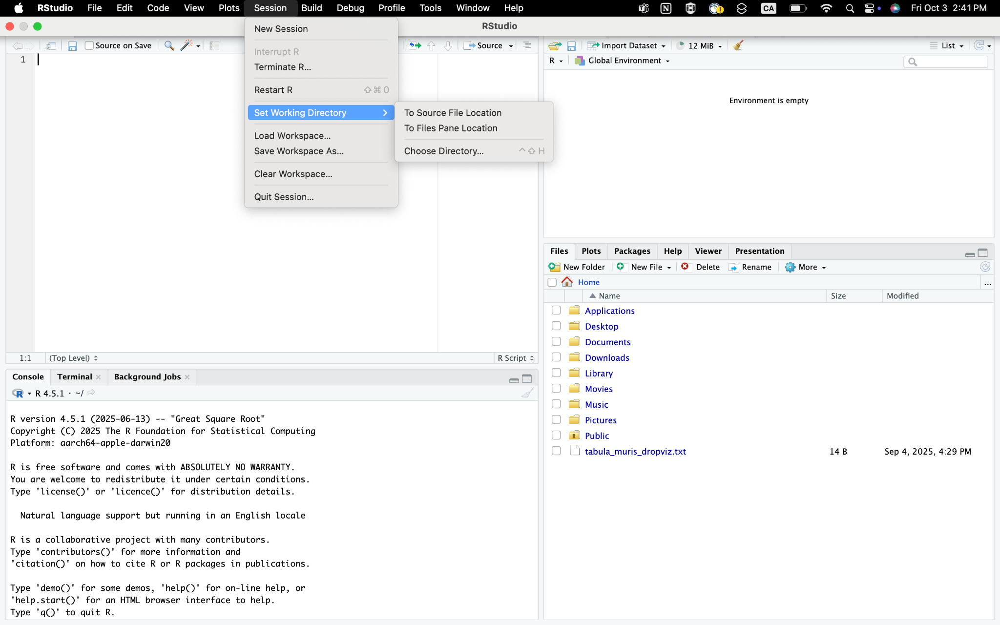 RStudio File Edit Code View Plots Session Build Debug Profile Tools Window Help CA Fri Oct 3 2:41 PM
RStudio
Source on Save
Source
1
1:1 (Top Level) R Script
New Session
Interrupt R
Terminate R...
Restart R ⇧⌘0
Set Working Directory
Load Workspace...
Save Workspace As...
Clear Workspace...
Quit Session...
To Source File Location
To Files Pane Location
Choose Directory... ^⇧H
Import Dataset 12 MiB List
R Global Environment
Environment is empty
Console Terminal Background Jobs
R R 4.5.1 · ~/
R version 4.5.1 (2025-06-13) -- "Great Square Root"
Copyright (C) 2025 The R Foundation for Statistical Computing
Platform: aarch64-apple-darwin20
R is free software and comes with ABSOLUTELY NO WARRANTY.
You are welcome to redistribute it under certain conditions.
Type 'license()' or 'licence()' for distribution details.
Natural language support but running in an English locale
R is a collaborative project with many contributors.
Type 'contributors()' for more information and
'citation()' on how to cite R or R packages in publications.
Type 'demo()' for some demos, 'help()' for on-line help, or
'help.start()' for an HTML browser interface to help.
Type 'q()' to quit R.
Files Plots Packages Help Viewer Presentation
New Folder New File Delete Rename More
Home ...
Name Size Modified
Applications
Desktop
Documents
Downloads
Library
Movies
Music
Pictures
Public
tabula_muris_dropviz.txt 14 B Sep 4, 2025, 4:29 PM